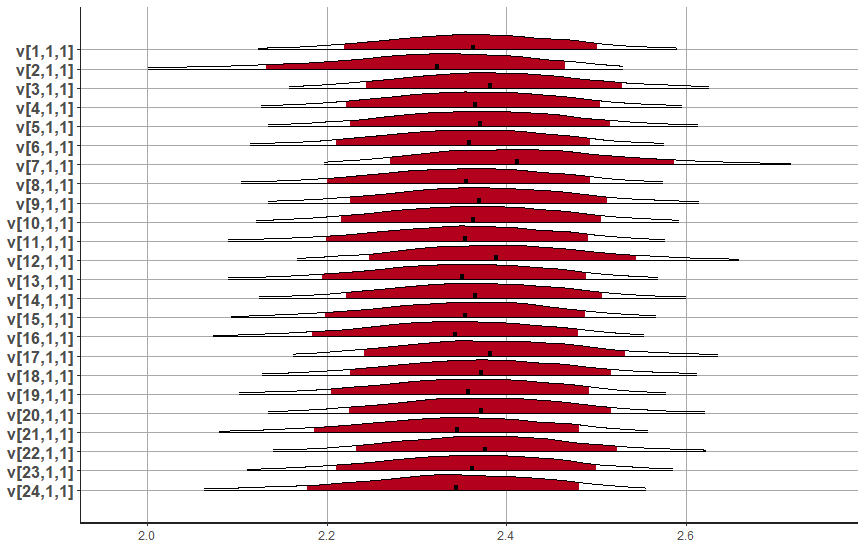 v[1,1,1]
v[2,1,1]
v[3,1,1]
v[4,1,1]
v[5,1,1]
v[6,1,1]
v[7,1,1]
v[8,1,1]
v[9,1,1]
v[10,1,1]
v[11,1,1]
v[12,1,1]
v[13,1,1]
v[14,1,1]
v[15,1,1]
v[16,1,1]
v[17,1,1]
v[18,1,1]
v[19,1,1]
v[20,1,1]
v[21,1,1]
v[22,1,1]
v[23,1,1]
v[24,1,1]
2.0 2.2 2.4 2.6